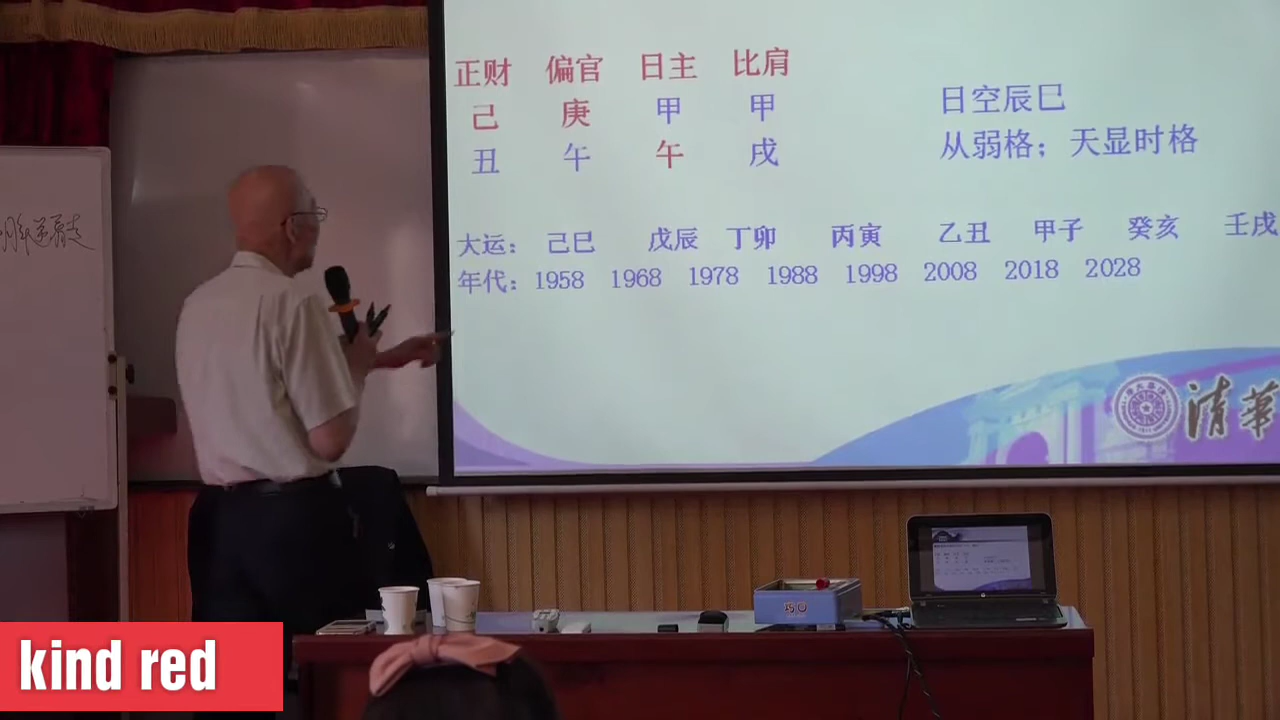 正财 偏官 日主 比肩
己 庚 甲 甲
丑 午 午 戌
日空辰巳
从弱格；天显时格
大运： 己巳 戊辰 丁卯 丙寅 乙丑 甲子 癸亥 壬戌
年代：1958 1968 1978 1988 1998 2008 2018 2028
清華
巧口
kind red